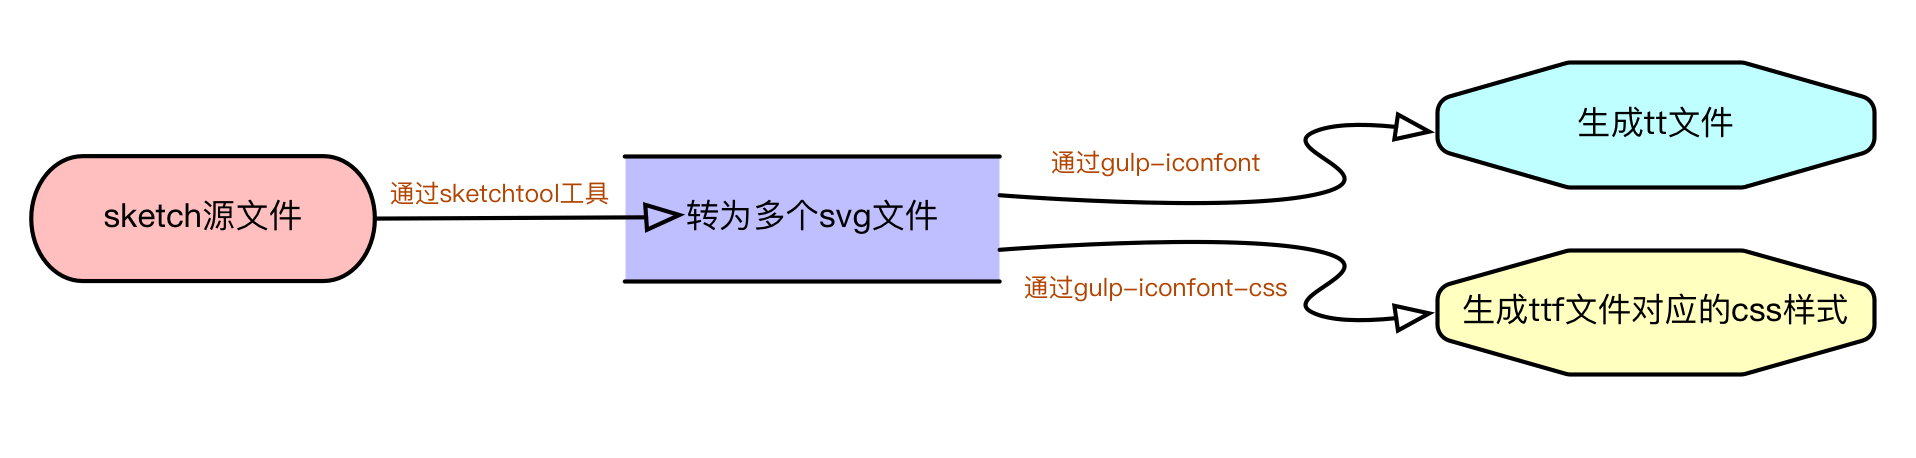 sketch源文件
通过sketchtool工具
转为多个svg文件
通过gulp-iconfont
生成tt文件
通过gulp-iconfont-css
生成ttf文件对应的css样式